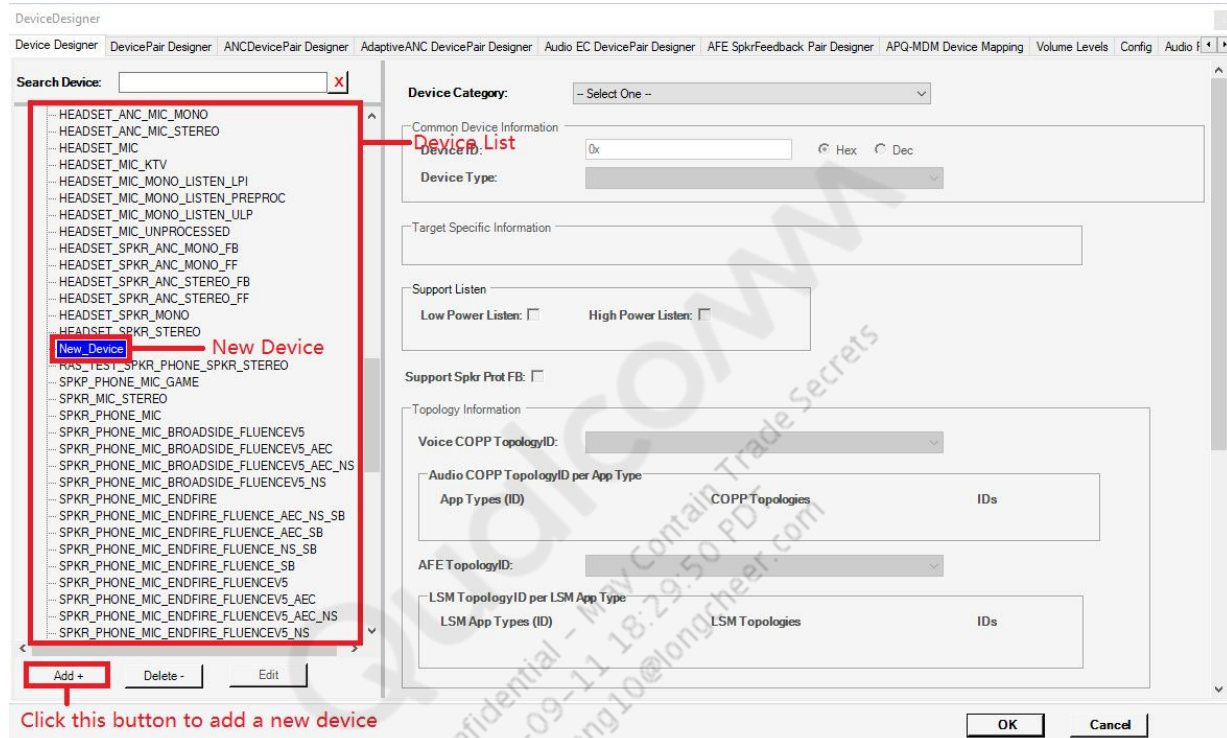 DeviceDesigner
Device Designer DevicePair Designer ANCDevicePair Designer AdaptiveANC DevicePair Designer Audio EC DevicePair Designer AFE SpkrFeedback Pair Designer APQ-MDM Device Mapping Volume Levels Config Audio
Search Device: X
HEADSET_ANC_MIC_MONO
HEADSET_ANC_MIC_STEREO
HEADSET_MIC
HEADSET_MIC_KTV
HEADSET_MIC_MONO_LISTEN_LPI
HEADSET_MIC_MONO_LISTEN_PREPROC
HEADSET_MIC_MONO_LISTEN_ULP
HEADSET_MIC_UNPROCESSED
HEADSET_SPKR_ANC_MONO_FB
HEADSET_SPKR_ANC_MONO_FF
HEADSET_SPKR_ANC_STEREO_FB
HEADSET_SPKR_ANC_STEREO_FF
HEADSET_SPKR_MONO
HEADSET_SPKR_STEREO
New_Device
RAS_TEST_SPKR_PHONE_SPKR_STEREO
SPKP_PHONE_MIC_GAME
SPKR_MIC_STEREO
SPKR_PHONE_MIC
SPKR_PHONE_MIC_BROADSIDE_FLUENCEV5
SPKR_PHONE_MIC_BROADSIDE_FLUENCEV5_AEC
SPKR_PHONE_MIC_BROADSIDE_FLUENCEV5_AEC_NS
SPKR_PHONE_MIC_BROADSIDE_FLUENCEV5_NS
SPKR_PHONE_MIC_ENDFIRE
SPKR_PHONE_MIC_ENDFIRE_FLUENCE_AEC_NS_SB
SPKR_PHONE_MIC_ENDFIRE_FLUENCE_AEC_SB
SPKR_PHONE_MIC_ENDFIRE_FLUENCE_NS_SB
SPKR_PHONE_MIC_ENDFIRE_FLUENCE_SB
SPKR_PHONE_MIC_ENDFIRE_FLUENCEV5
SPKR_PHONE_MIC_ENDFIRE_FLUENCEV5_AEC
SPKR_PHONE_MIC_ENDFIRE_FLUENCEV5_AEC_NS
SPKR_PHONE_MIC_ENDFIRE_FLUENCEV5_NS
Device List
New Device
Add + Delete - Edit
Click this button to add a new device
Device Category: -- Select One --
Common Device Information
Device ID: 0x Hex Dec
Device Type:
Target Specific Information
Support Listen
Low Power Listen: High Power Listen:
Support Spkr Prot FB:
Topology Information
Voice COPP TopologyID:
Audio COPP TopologyID per App Type
App Types (ID) COPP Topologies IDs
AFE TopologyID:
LSM TopologyID per LSM App Type
LSM App Types (ID) LSM Topologies IDs
OK Cancel
Qualcomm
May Contain Trade Secrets
18:29:50 PDT